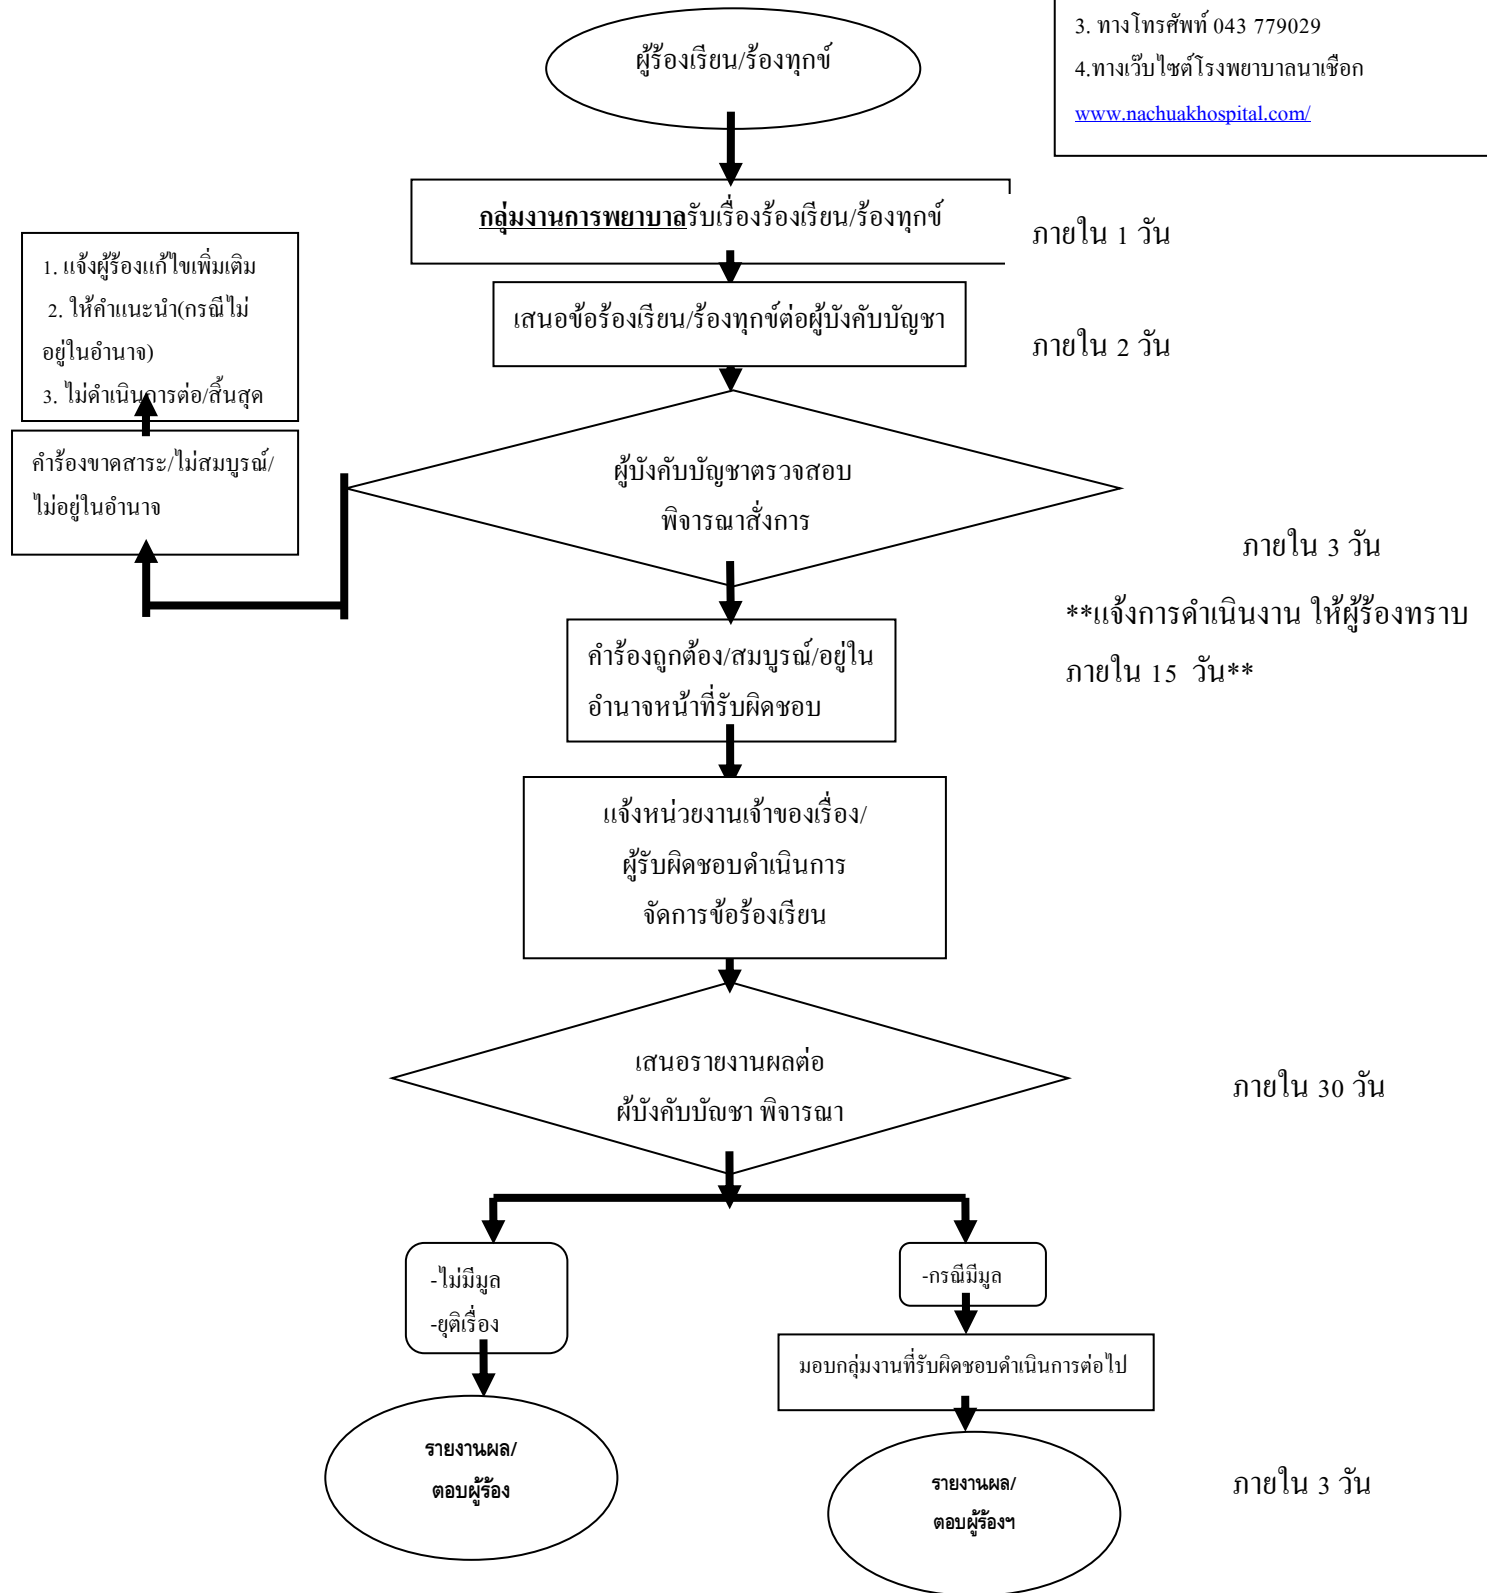 3. ทางโทรศัพท์ 043 779029
4.ทางเว็บไซต์โรงพยาบาลนาเชือก
www.nachuakhospital.com/
ผู้ร้องเรียน/ร้องทุกข์
กลุ่มงานการพยาบาลรับเรื่องร้องเรียน/ร้องทุกข์
ภายใน 1 วัน
1. แจ้งผู้ร้องแก้ไขเพิ่มเติม
2. ให้คำแนะนำ(กรณีไม่
อยู่ในอำนาจ)
3. ไม่ดำเนินการต่อ/สิ้นสุด
เสนอข้อร้องเรียน/ร้องทุกข์ต่อผู้บังคับบัญชา
ภายใน 2 วัน
คำร้องขาดสาระ/ไม่สมบูรณ์/
ไม่อยู่ในอำนาจ
ผู้บังคับบัญชาตรวจสอบ
พิจารณาสั่งการ
ภายใน 3 วัน
**แจ้งการดำเนินงาน ให้ผู้ร้องทราบ
ภายใน 15 วัน**
คำร้องถูกต้อง/สมบูรณ์/อยู่ใน
อำนาจหน้าที่รับผิดชอบ
แจ้งหน่วยงานเจ้าของเรื่อง/
ผู้รับผิดชอบดำเนินการ
จัดการข้อร้องเรียน
เสนอรายงานผลต่อ
ผู้บังคับบัญชา พิจารณา
ภายใน 30 วัน
-ไม่มีมูล
-ยุติเรื่อง
-กรณีมีมูล
มอบกลุ่มงานที่รับผิดชอบดำเนินการต่อไป
รายงานผล/
ตอบผู้ร้อง
รายงานผล/
ตอบผู้ร้องฯ
ภายใน 3 วัน